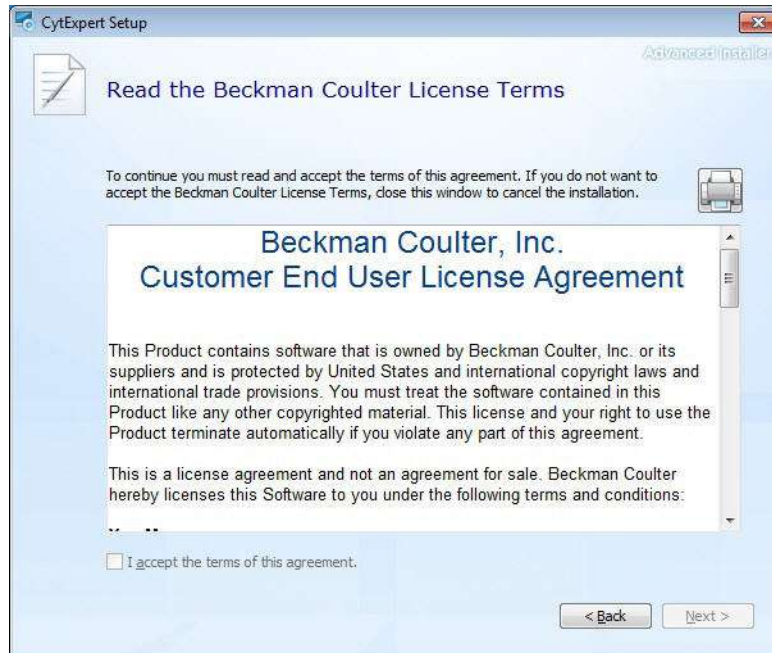 CytExpert Setup
Advanced Installer
Read the Beckman Coulter License Terms
To continue you must read and accept the terms of this agreement. If you do not want to
accept the Beckman Coulter License Terms, close this window to cancel the installation.
Beckman Coulter, Inc.
Customer End User License Agreement
This Product contains software that is owned by Beckman Coulter, Inc. or its
suppliers and is protected by United States and international copyright laws and
international trade provisions. You must treat the software contained in this
Product like any other copyrighted material. This license and your right to use the
Product terminate automatically if you violate any part of this agreement.
This is a license agreement and not an agreement for sale. Beckman Coulter
hereby licenses this Software to you under the following terms and conditions:
I accept the terms of this agreement.
< Back
Next >